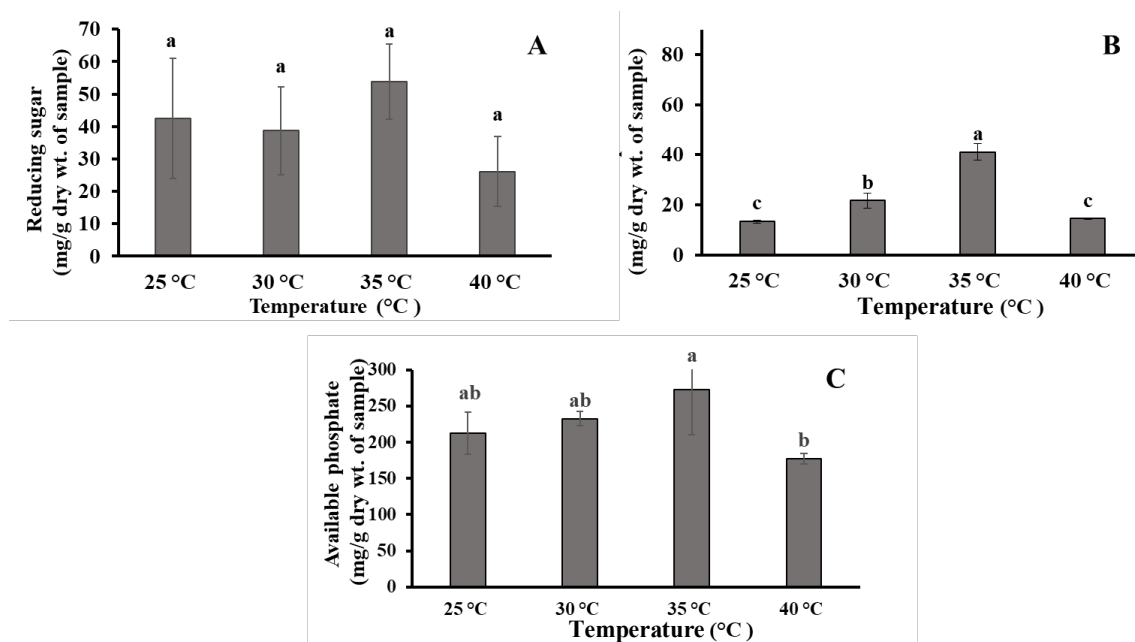 A
Reducing sugar
(mg/g dry wt. of sample)
70
60
50
40
30
20
10
0
a
a
a
a
25 °C
30 °C
35 °C
40 °C
Temperature (°C )
B
(mg/g dry wt. of sample)
80
60
40
20
0
c
b
a
c
25 °C
30 °C
35 °C
40 °C
Temperature (°C )
C
Available phosphate
(mg/g dry wt. of sample)
300
250
200
150
100
50
0
ab
ab
a
b
25 °C
30 °C
35 °C
40 °C
Temperature (°C )